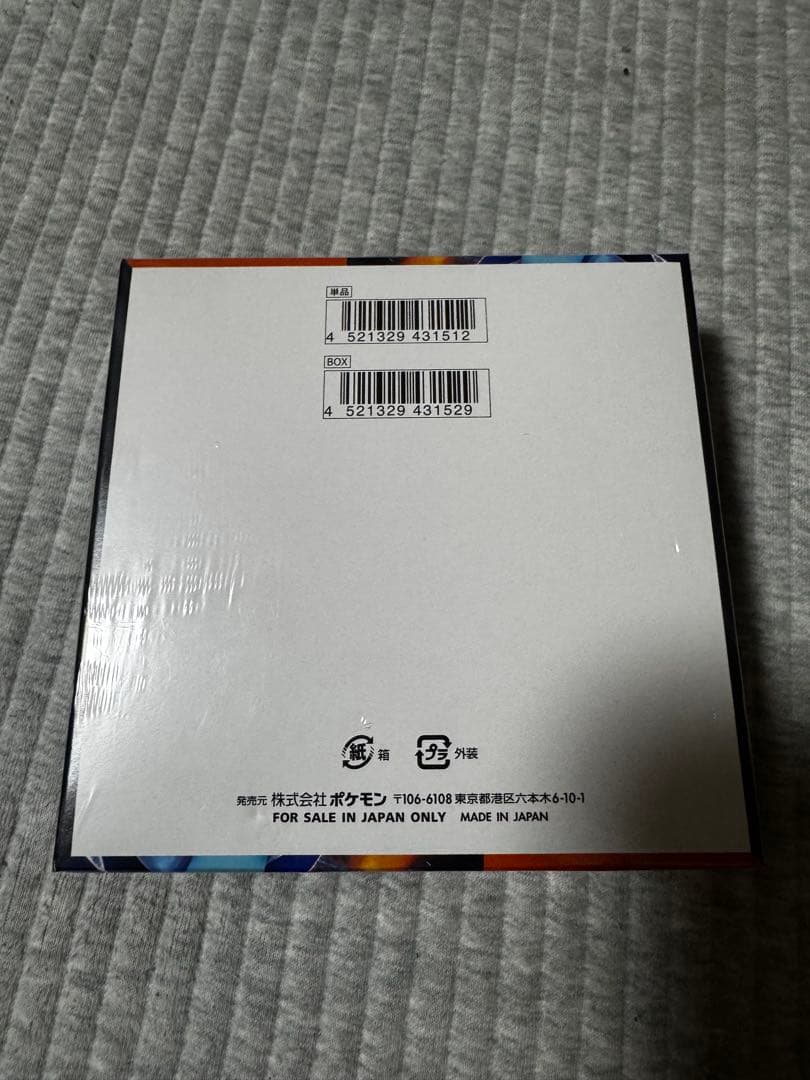 単品
4 521329 431512
BOX
4 521329 431529
紙 箱 プラ 外装
発売元 株式会社 ポケモン 〒106-6108 東京都港区六本木6-10-1
FOR SALE IN JAPAN ONLY MADE IN JAPAN